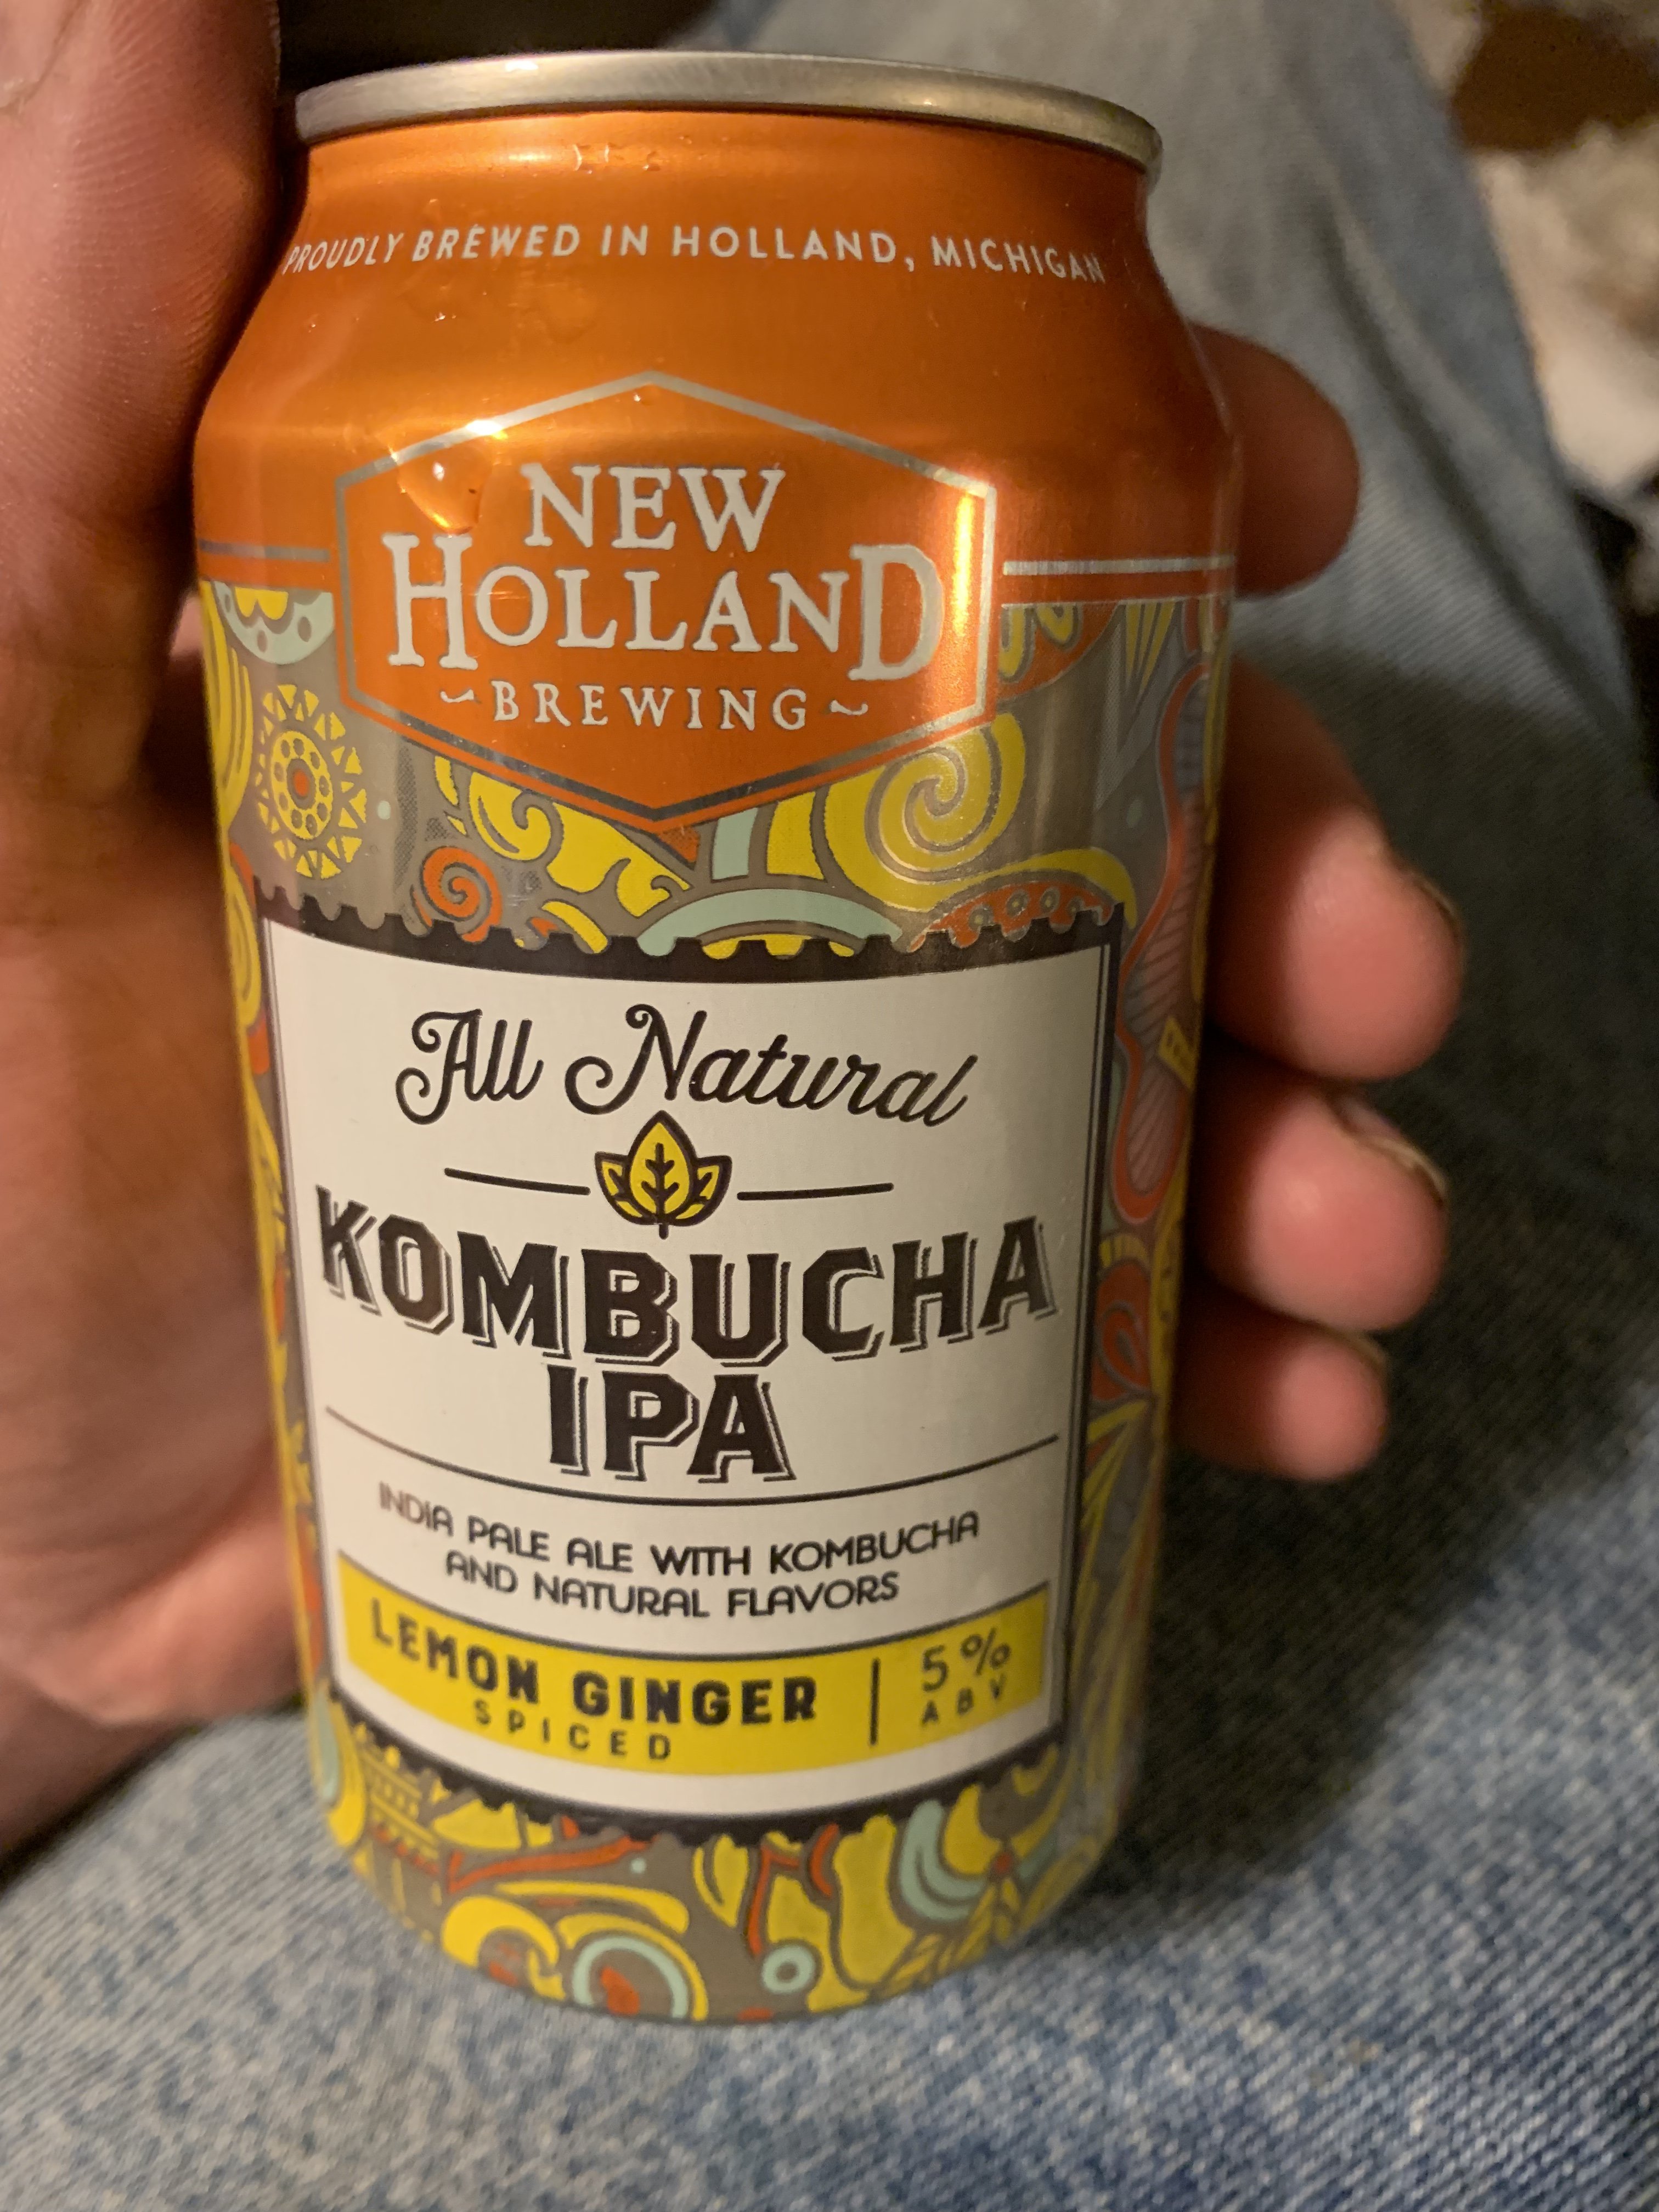 PROUDLY BREWED IN HOLLAND, MICHIGAN
NEW
HOLLAND
~BREWING~
All Natural
KOMBUCHA
IPA
INDIA PALE ALE WITH KOMBUCHA
AND NATURAL FLAVORS
LEMON GINGER
SPICED
5%
ABV